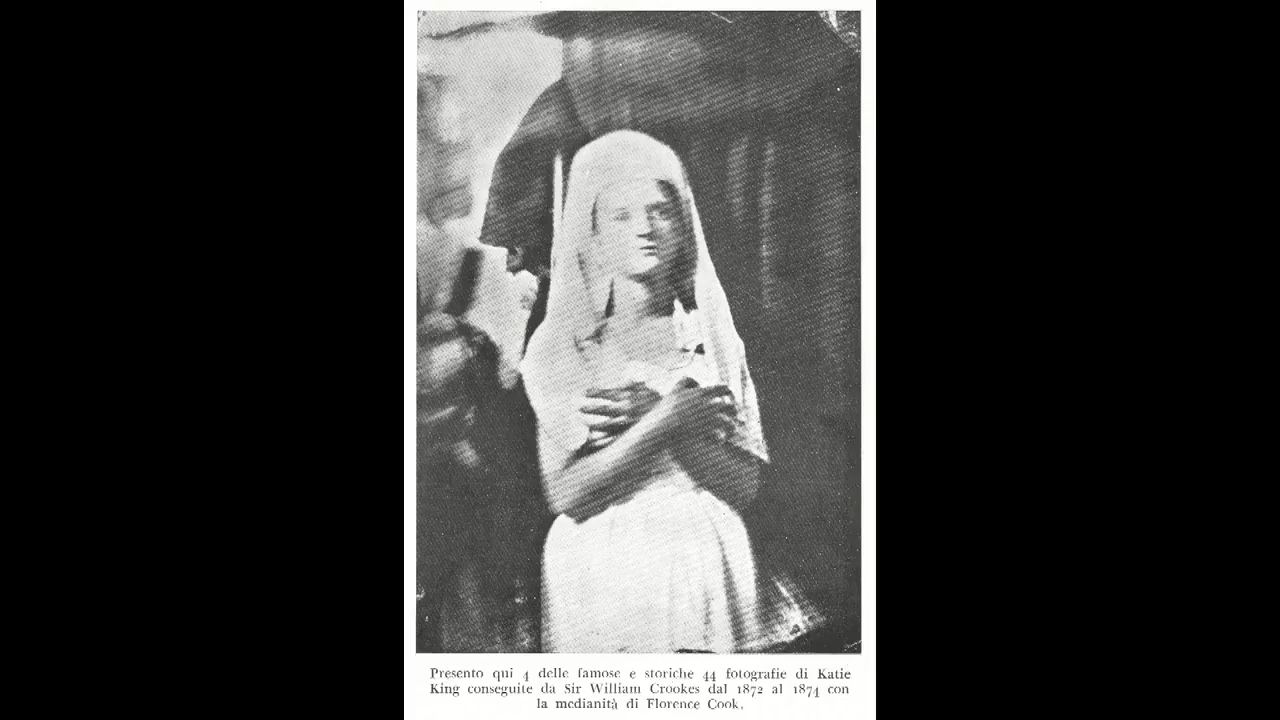 Presento qui 4 delle famose e storiche 44 fotografie di Katie
King conseguite da Sir William Crookes dal 1872 al 1874 con
la medianità di Florence Cook.